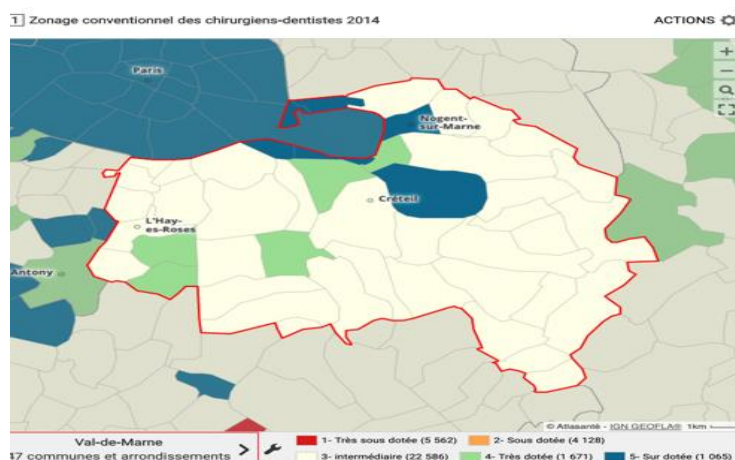 1 Zonage conventionnel des chirurgiens-dentistes 2014
ACTIONS
Paris
Nogent-
sur-Marne
Créteil
L'Hay-
es-Roses
Antony
© Atlasanté - IGN GEOFLA® 1km
Val-de-Marne
47 communes et arrondissements
1- Très sous dotée (5 562)
2- Sous dotée (4 128)
3- intermédiaire (22 586)
4- Très dotée (1 671)
5- Sur dotée (1 065)